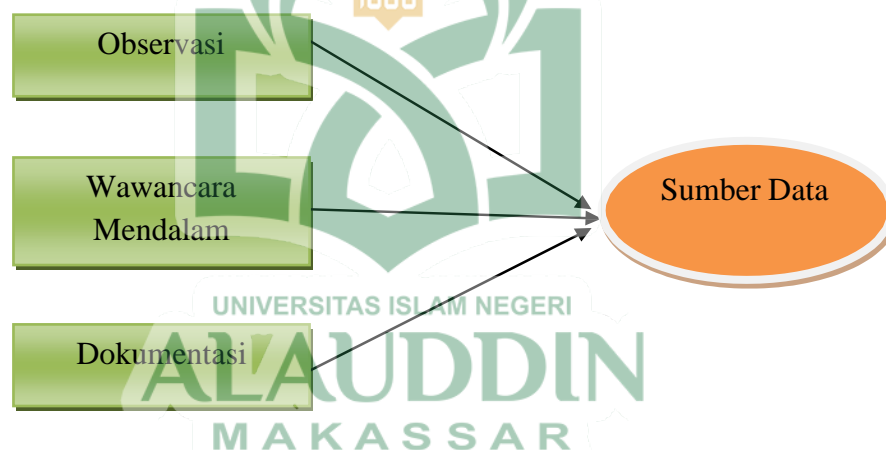 Observasi
Wawancara
Mendalam
Dokumentasi
Sumber Data
UNIVERSITAS ISLAM NEGERI
ALAUDDIN
MAKASSAR